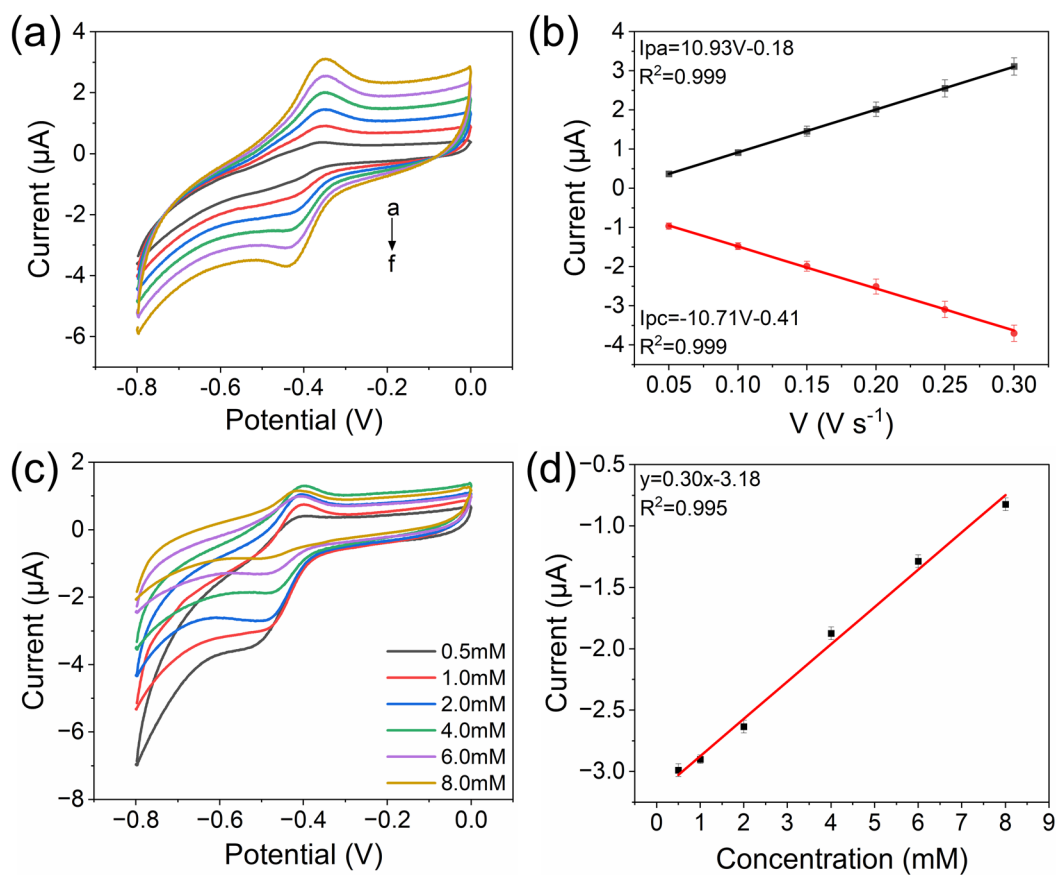 (a)
4
2
0
-2
-4
-6
Current (µA)
-0.8
-0.6
-0.4
-0.2
0.0
Potential (V)
a
f
(b)
Ipa=10.93V-0.18
R²=0.999
4
3
2
1
0
-1
-2
-3
-4
Current (µA)
Ipc=-10.71V-0.41
R²=0.999
0.05
0.10
0.15
0.20
0.25
0.30
V (V s⁻¹)
(c)
2
0
−2
−4
−6
−8
Current (µA)
0.5mM
1.0mM
2.0mM
4.0mM
6.0mM
8.0mM
−0.8
−0.6
−0.4
−0.2
0.0
Potential (V)
(d)
y=0.30x-3.18
R²=0.995
−0.5
−1.0
−1.5
−2.0
−2.5
−3.0
Current (µA)
0
1
2
3
4
5
6
7
8
9
Concentration (mM)